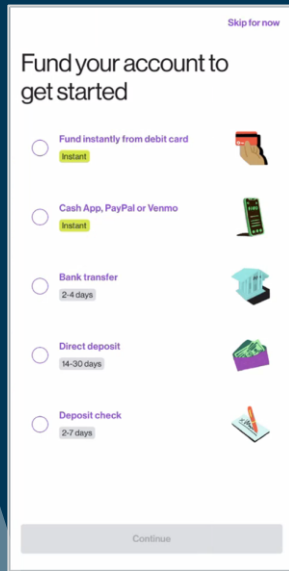 Skip for now
Fund your account to
get started
Fund instantly from debit card
Instant
Cash App, PayPal or Venmo
Instant
Bank transfer
2-4 days
Direct deposit
14-30 days
Deposit check
2-7 days
Continue